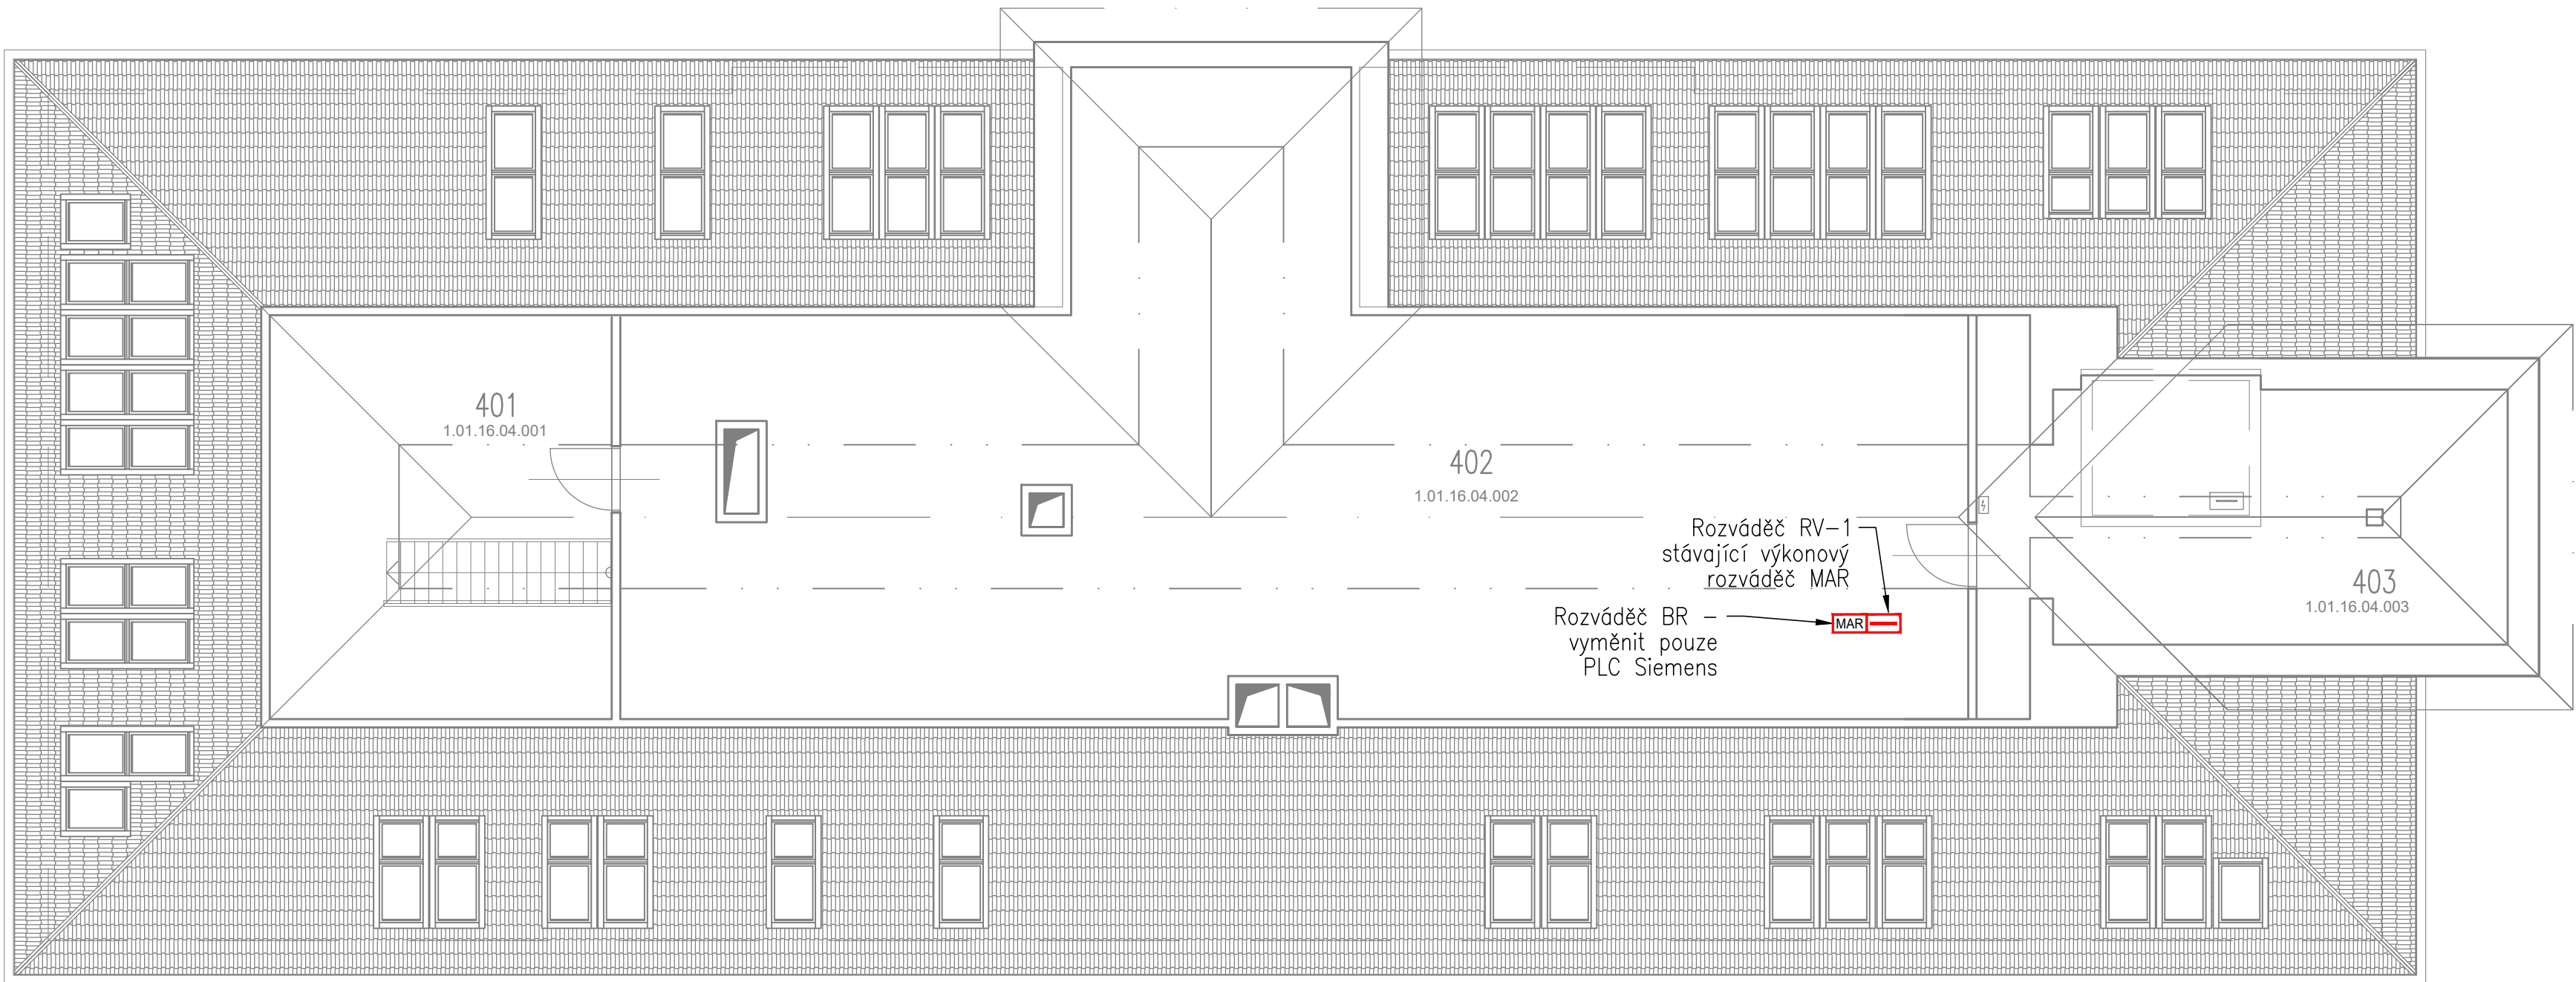 401
1.01.16.04.001
402
1.01.16.04.002
Rozváděč RV-1
stávající výkonový
rozváděč MAR
Rozváděč BR -
vyměnit pouze
PLC Siemens
MAR
403
1.01.16.04.003